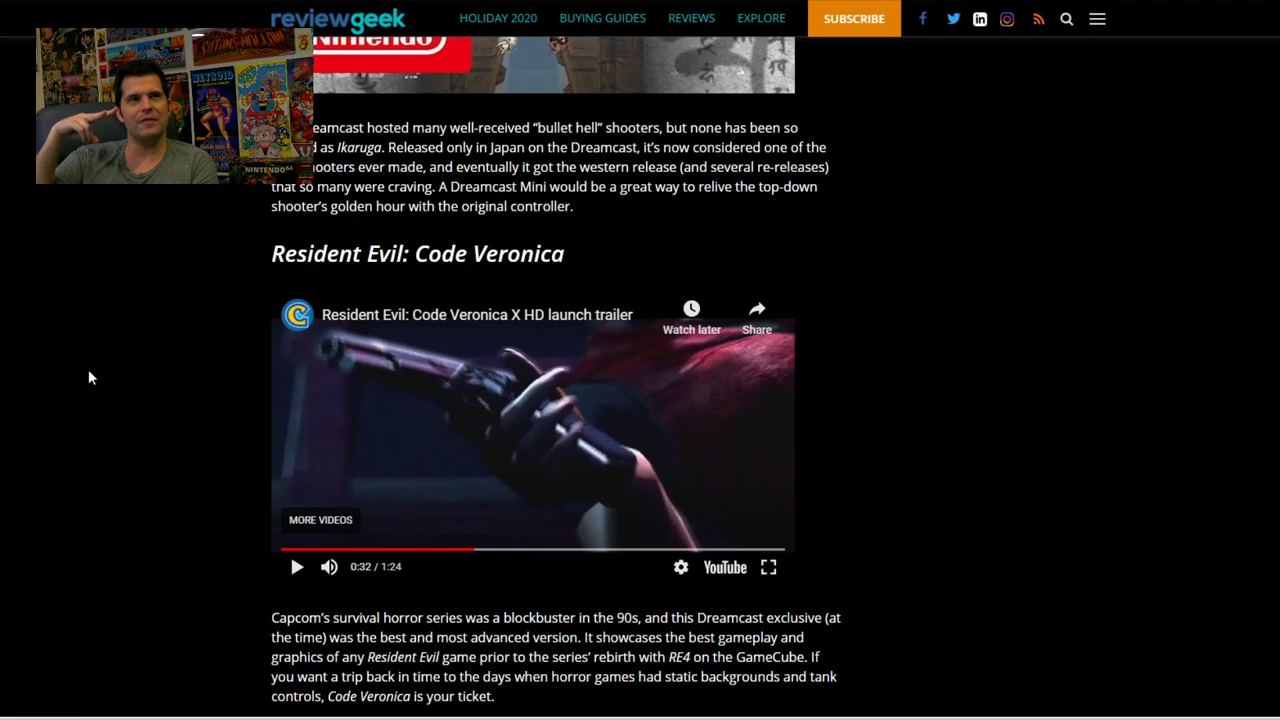 reviewgeek
HOLIDAY 2020
BUYING GUIDES
REVIEWS
EXPLORE
SUBSCRIBE
Nintendo
METROID
NINTENDO 64
eamcast hosted many well-received “bullet hell” shooters, but none has been so
d as Ikaruga. Released only in Japan on the Dreamcast, it’s now considered one of the
ooters ever made, and eventually it got the western release (and several re-releases)
that so many were craving. A Dreamcast Mini would be a great way to relive the top-down
shooter’s golden hour with the original controller.
Resident Evil: Code Veronica
Resident Evil: Code Veronica X HD launch trailer
Watch later
Share
MORE VIDEOS
0:32 / 1:24
YouTube
Capcom’s survival horror series was a blockbuster in the 90s, and this Dreamcast exclusive (at
the time) was the best and most advanced version. It showcases the best gameplay and
graphics of any Resident Evil game prior to the series’ rebirth with RE4 on the GameCube. If
you want a trip back in time to the days when horror games had static backgrounds and tank
controls, Code Veronica is your ticket.